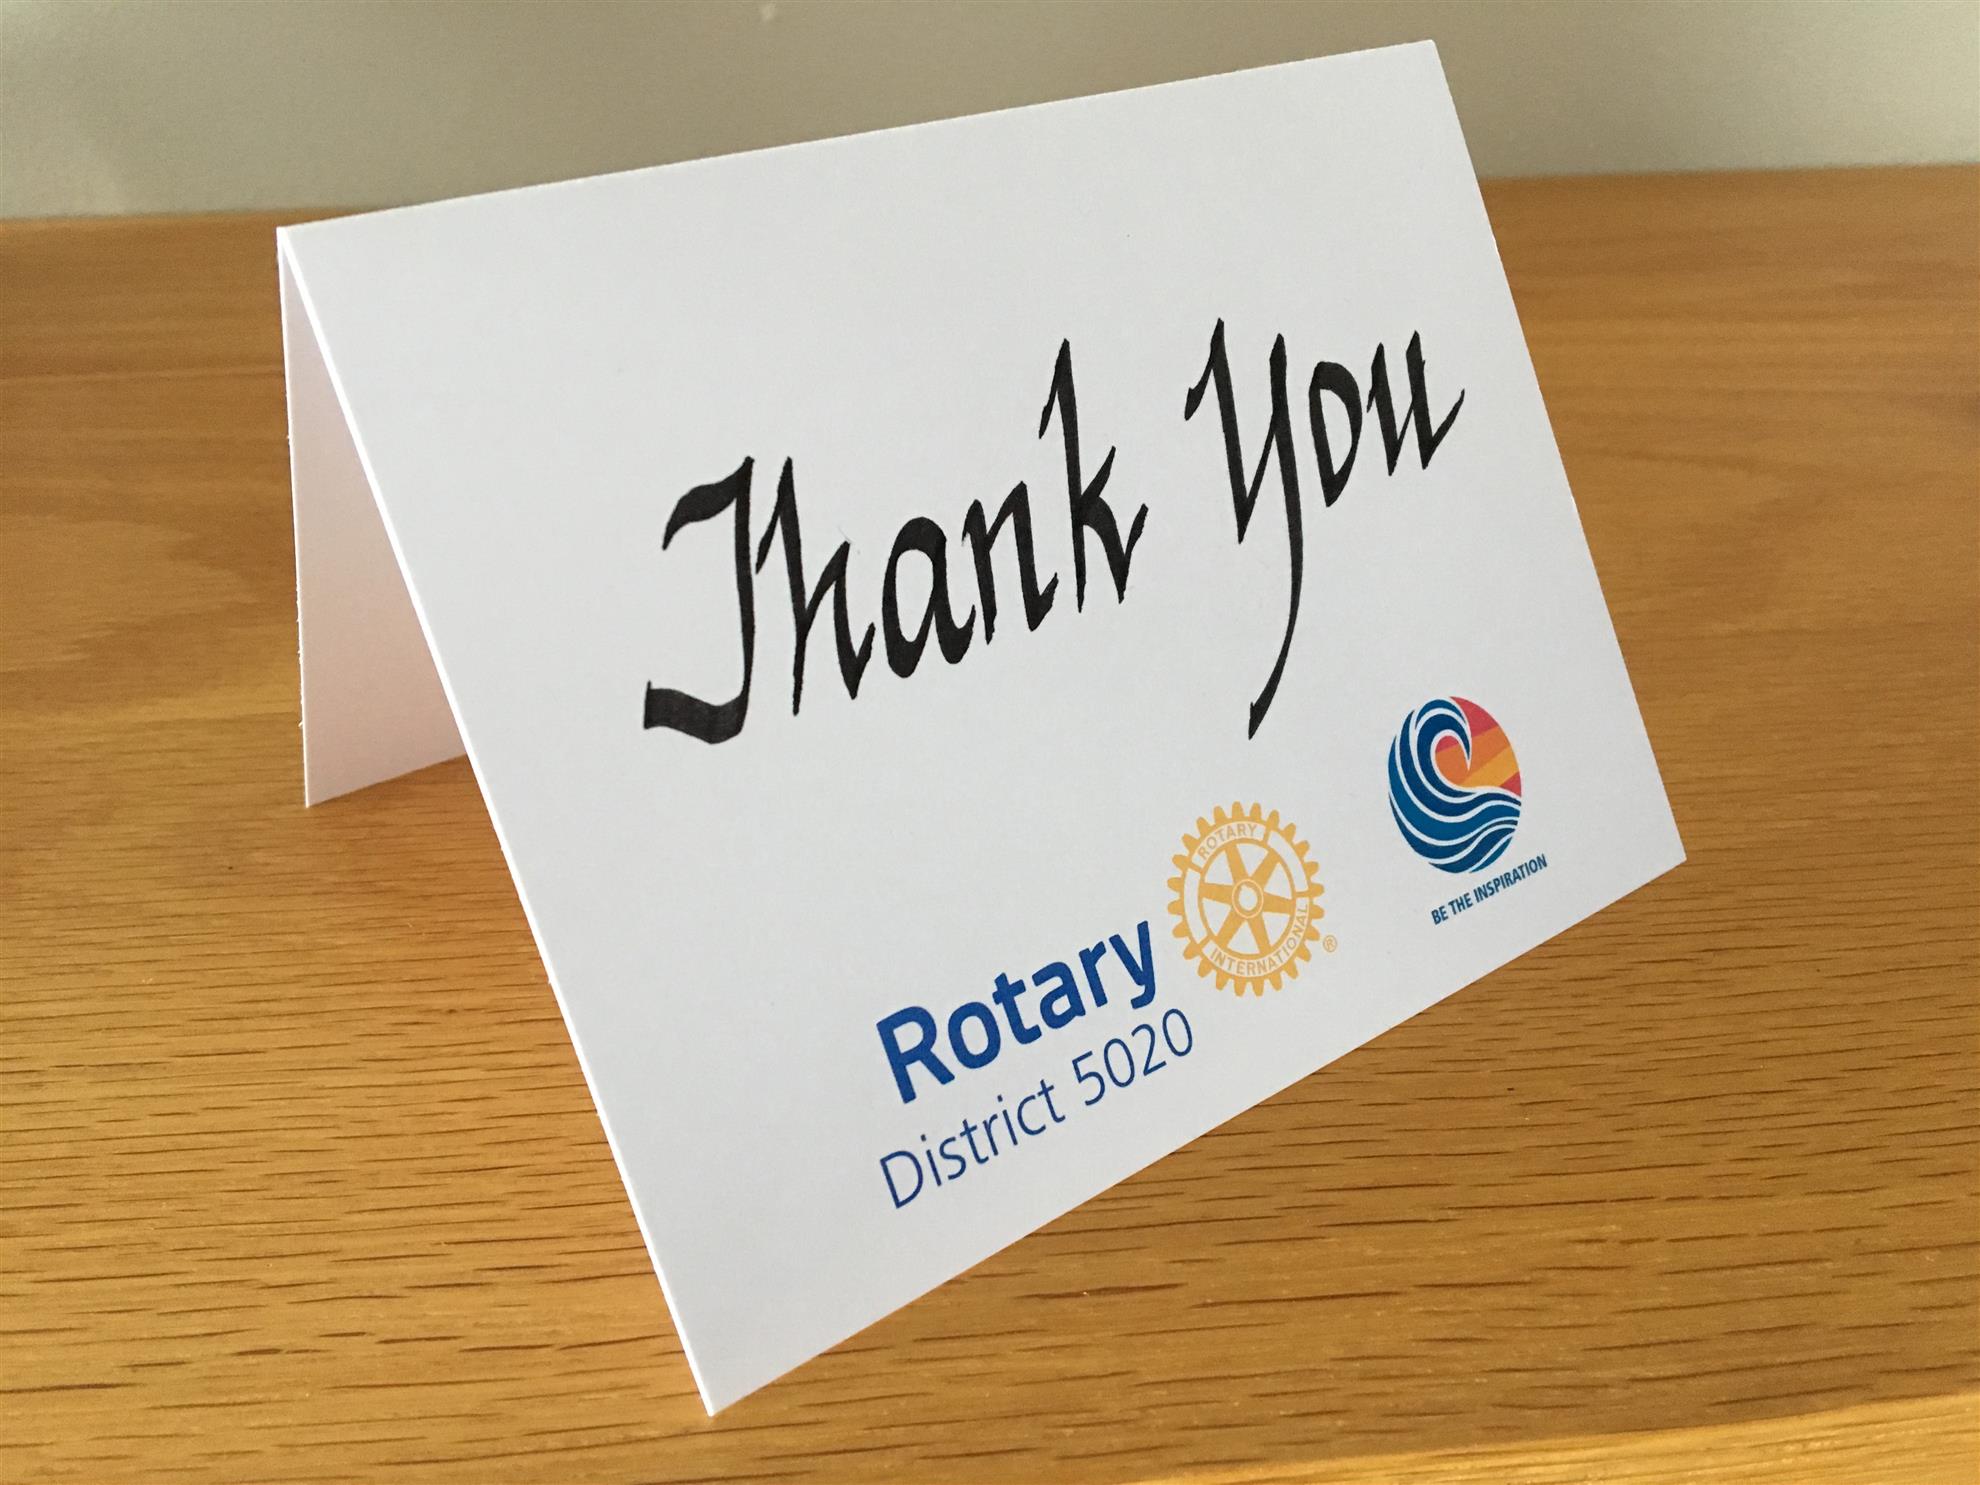 Thank You
ROTARY
INTERNATIONAL
®
BE THE INSPIRATION
Rotary
District 5020